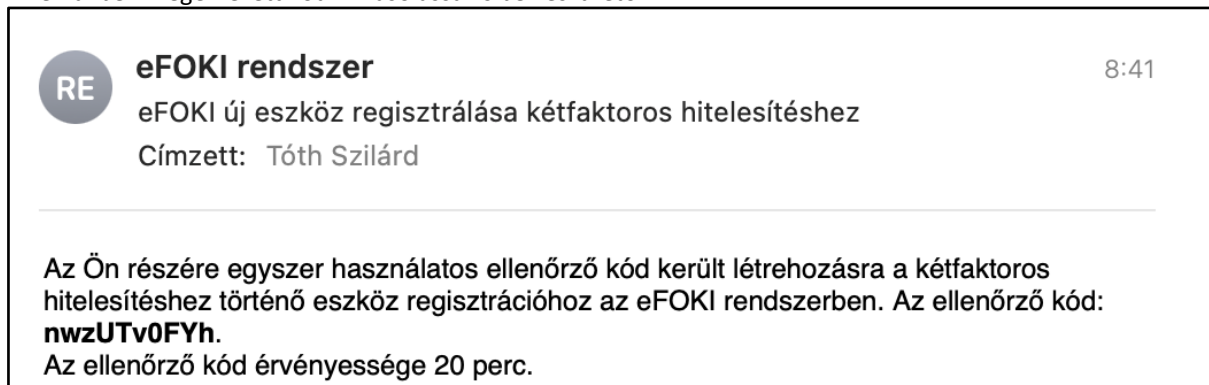 eFOKI rendszer
8:41
RE
eFOKI új eszköz regisztrálása kétfaktoros hitelesítéshez
Címzett: Tóth Szilárd
Az Ön részére egyszer használatos ellenőrző kód került létrehozásra a kétfaktoros
hitelesítéshez történő eszköz regisztrációhoz az eFOKI rendszerben. Az ellenőrző kód:
nwzUTv0FYh.
Az ellenőrző kód érvényessége 20 perc.